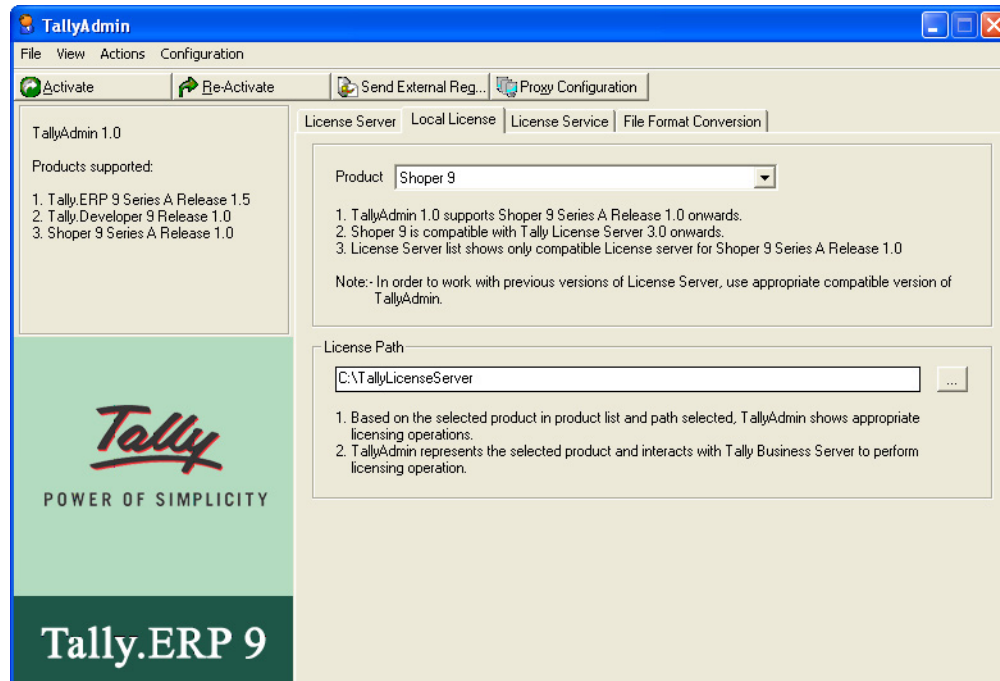 TallyAdmin
File View Actions Configuration
Activate Re-Activate Send External Reg... Proxy Configuration
TallyAdmin 1.0
Products supported:
1. Tally.ERP 9 Series A Release 1.5
2. Tally.Developer 9 Release 1.0
3. Shoper 9 Series A Release 1.0
Tally
POWER OF SIMPLICITY
Tally.ERP 9
License Server Local License License Service File Format Conversion
Product Shoper 9
1. TallyAdmin 1.0 supports Shoper 9 Series A Release 1.0 onwards.
2. Shoper 9 is compatible with Tally License Server 3.0 onwards.
3. License Server list shows only compatible License server for Shoper 9 Series A Release 1.0
Note:- In order to work with previous versions of License Server, use appropriate compatible version of
TallyAdmin.
License Path
C:\TallyLicenseServer
...
1. Based on the selected product in product list and path selected, TallyAdmin shows appropriate
licensing operations.
2. TallyAdmin represents the selected product and interacts with Tally Business Server to perform
licensing operation.